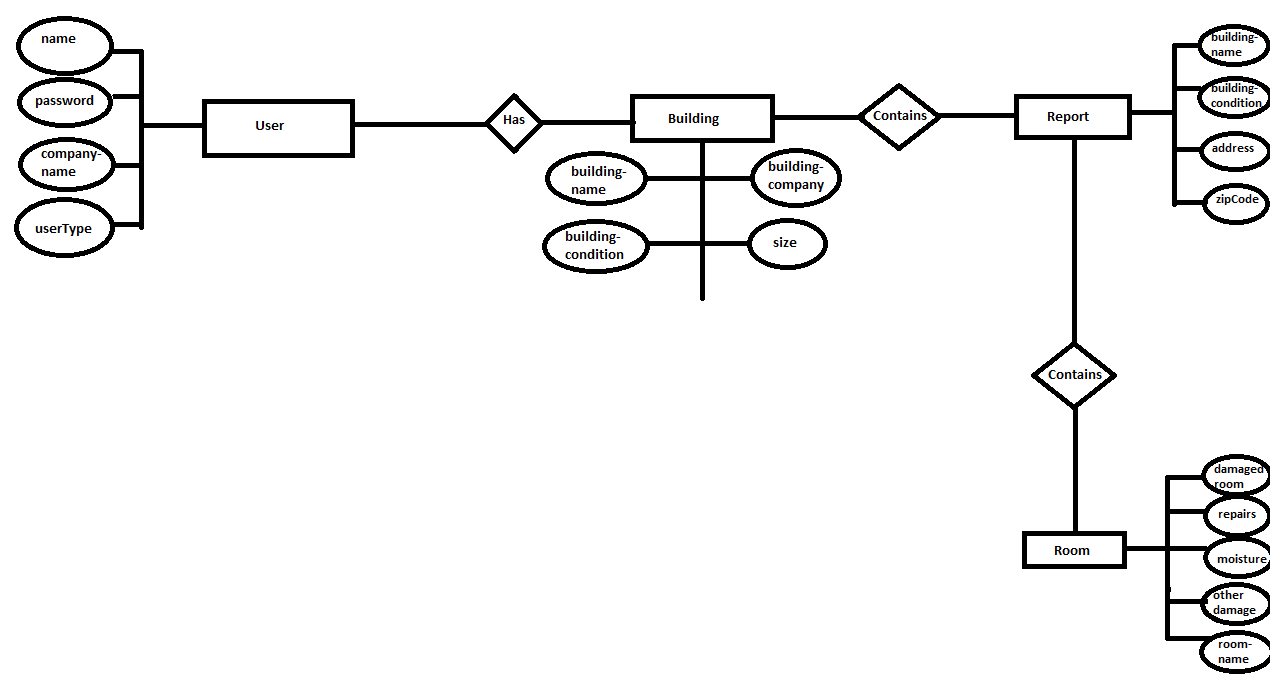 name
password
company-
name
userType
User
Has
Building
building-
name
building-
company
building-
condition
size
Contains
Report
building-
name
building-
condition
address
zipCode
Contains
Room
damaged
room
repairs
moisture
other
damage
room-
name